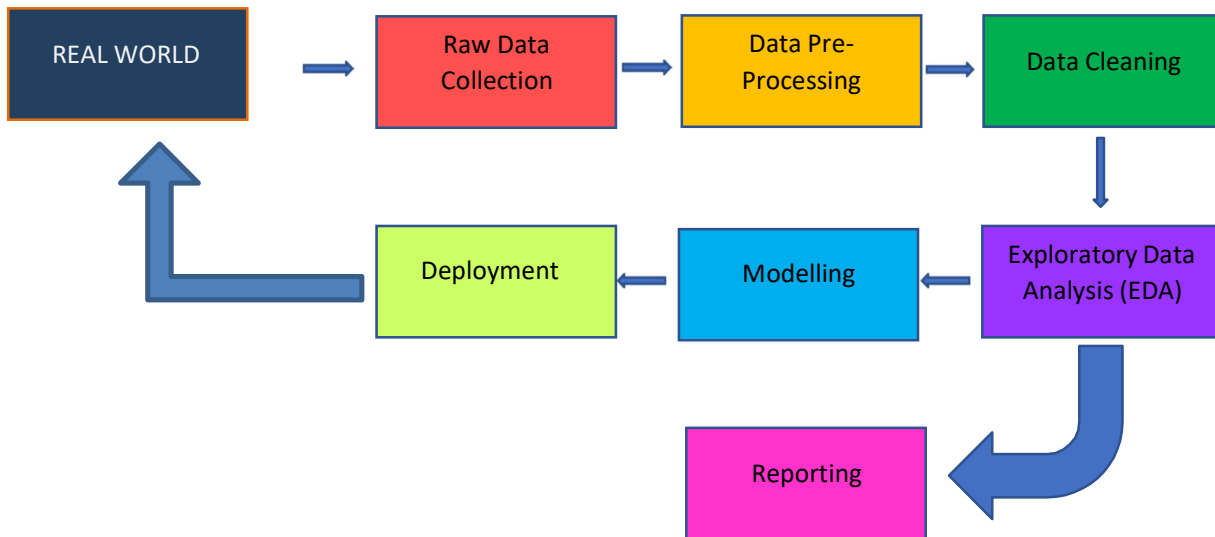 REAL WORLD
Raw Data
Collection
Data Pre-
Processing
Data Cleaning
Deployment
Modelling
Exploratory Data
Analysis (EDA)
Reporting